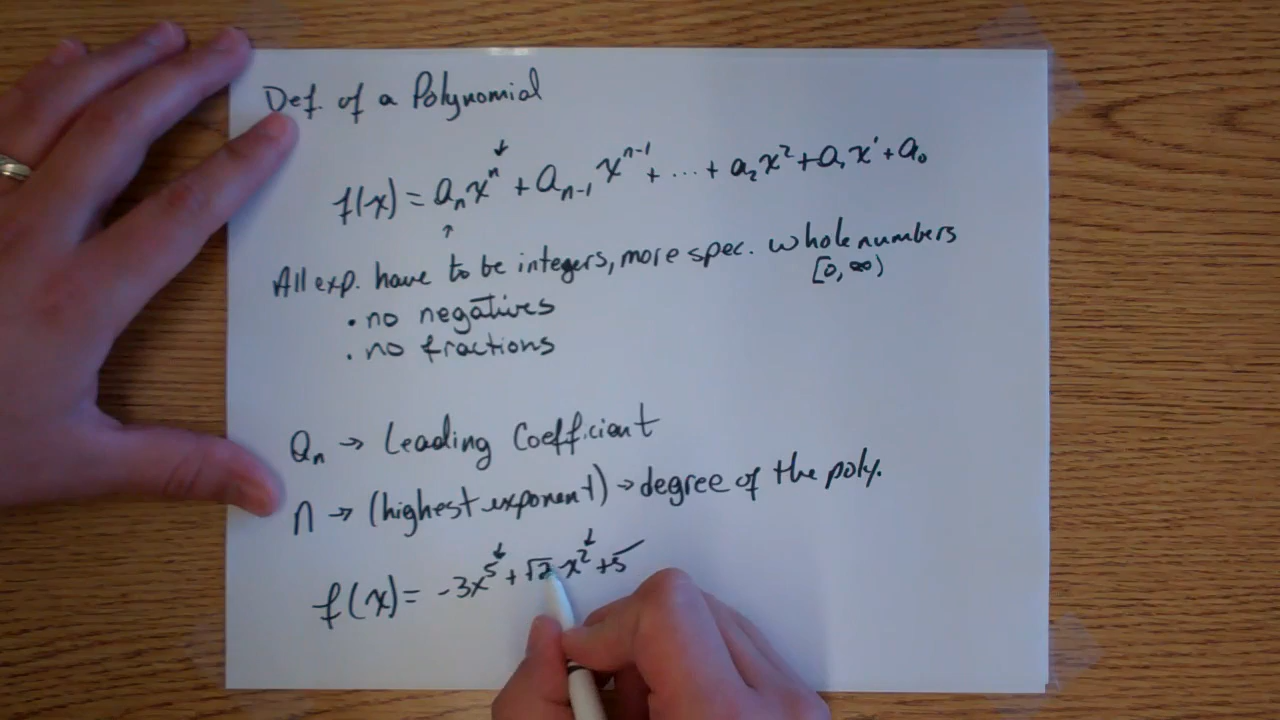 Def. of a Polynomial
f(x) = aₙxⁿ + aₙ₋₁xⁿ⁻¹ + ... + a₂x² + a₁x¹ + a₀
All exp. have to be integers, more spec. whole numbers
[0, ∞)
• no negatives
• no fractions
aₙ → Leading Coefficient
n → (highest exponent) → degree of the poly.
f(x) = -3x⁵ + √2 x² + 5